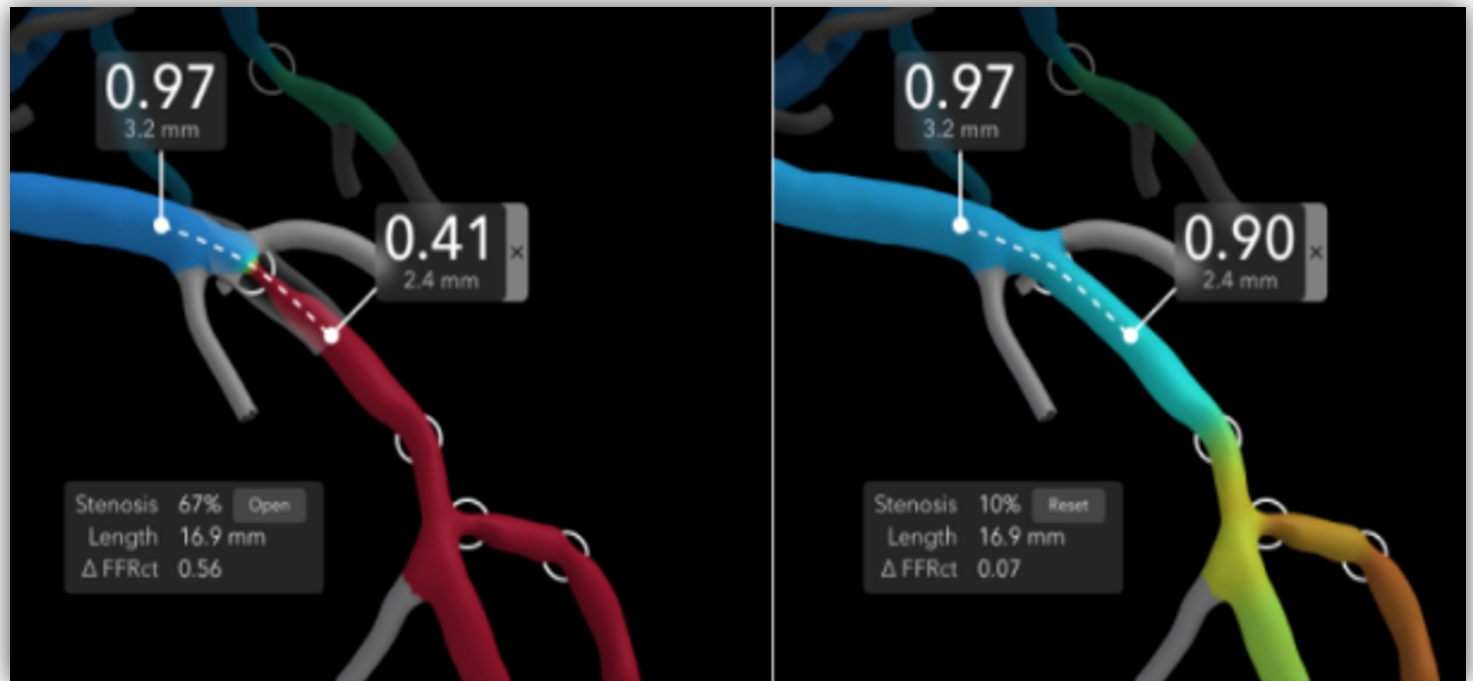 0.97
3.2 mm
0.41
2.4 mm
×
Stenosis 67% Open
Length 16.9 mm
Δ FFRct 0.56
0.97
3.2 mm
0.90
2.4 mm
×
Stenosis 10% Reset
Length 16.9 mm
Δ FFRct 0.07